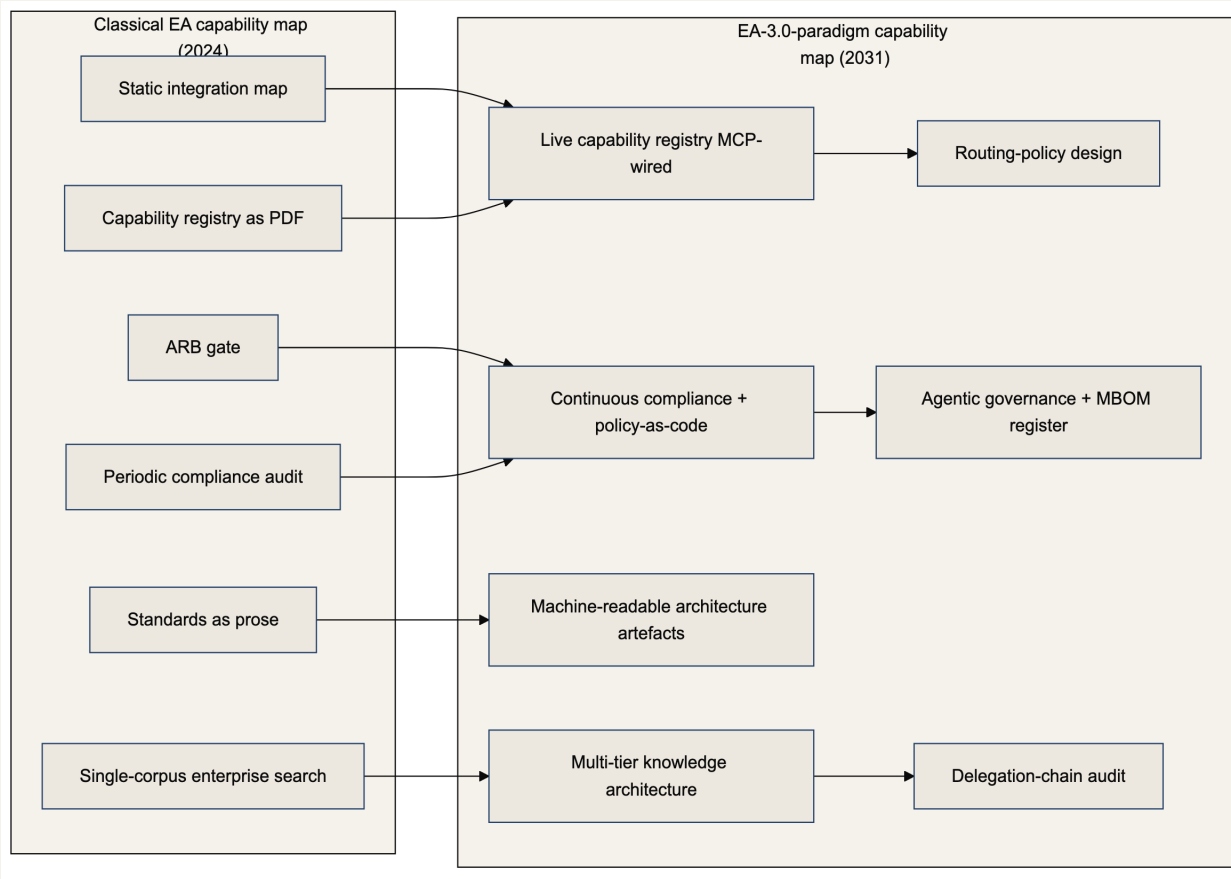 Classical EA capability map
(2024)
Static integration map
Capability registry as PDF
ARB gate
Periodic compliance audit
Standards as prose
Single-corpus enterprise search
EA-3.0-paradigm capability
map (2031)
Live capability registry MCP-
wired
Routing-policy design
Continuous compliance +
policy-as-code
Agentic governance + MBOM
register
Machine-readable architecture
artefacts
Multi-tier knowledge
architecture
Delegation-chain audit